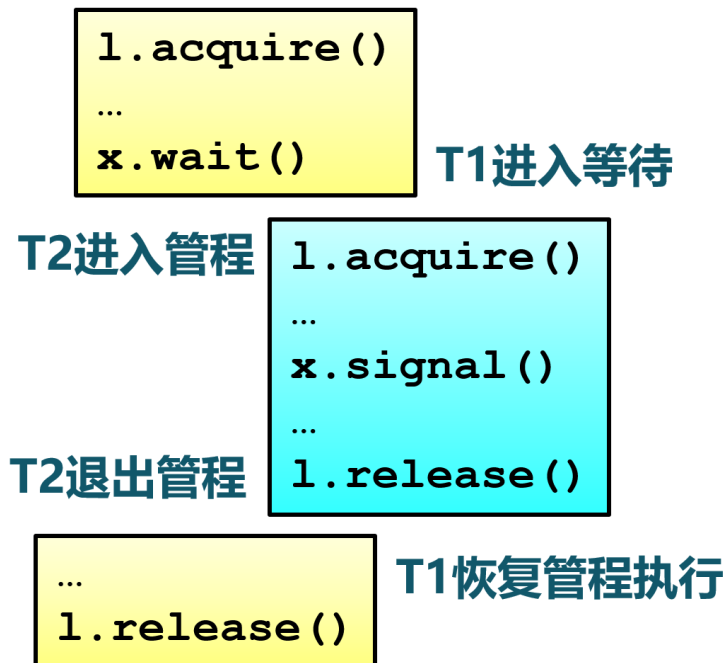 l.acquire()
…
x.wait()
T1进入等待
T2进入管程
l.acquire()
…
x.signal()
…
l.release()
T2退出管程
…
T1恢复管程执行
l.release()